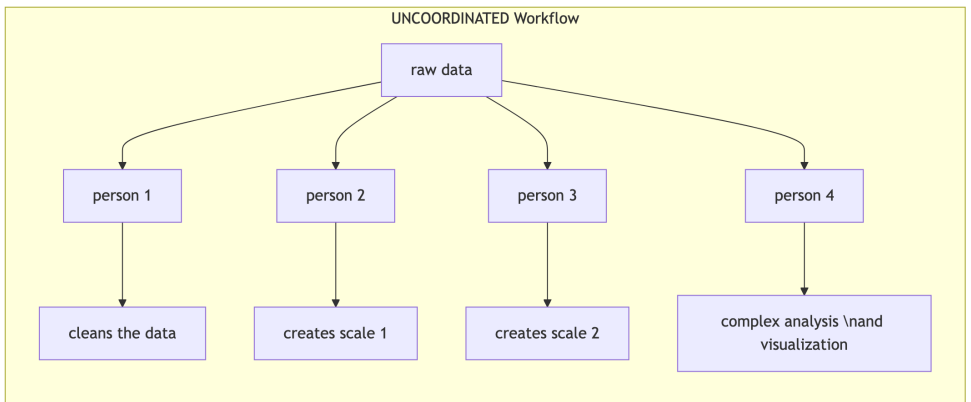 UNCOORDINATED Workflow
raw data
person 1
person 2
person 3
person 4
cleans the data
creates scale 1
creates scale 2
complex analysis \nand
visualization